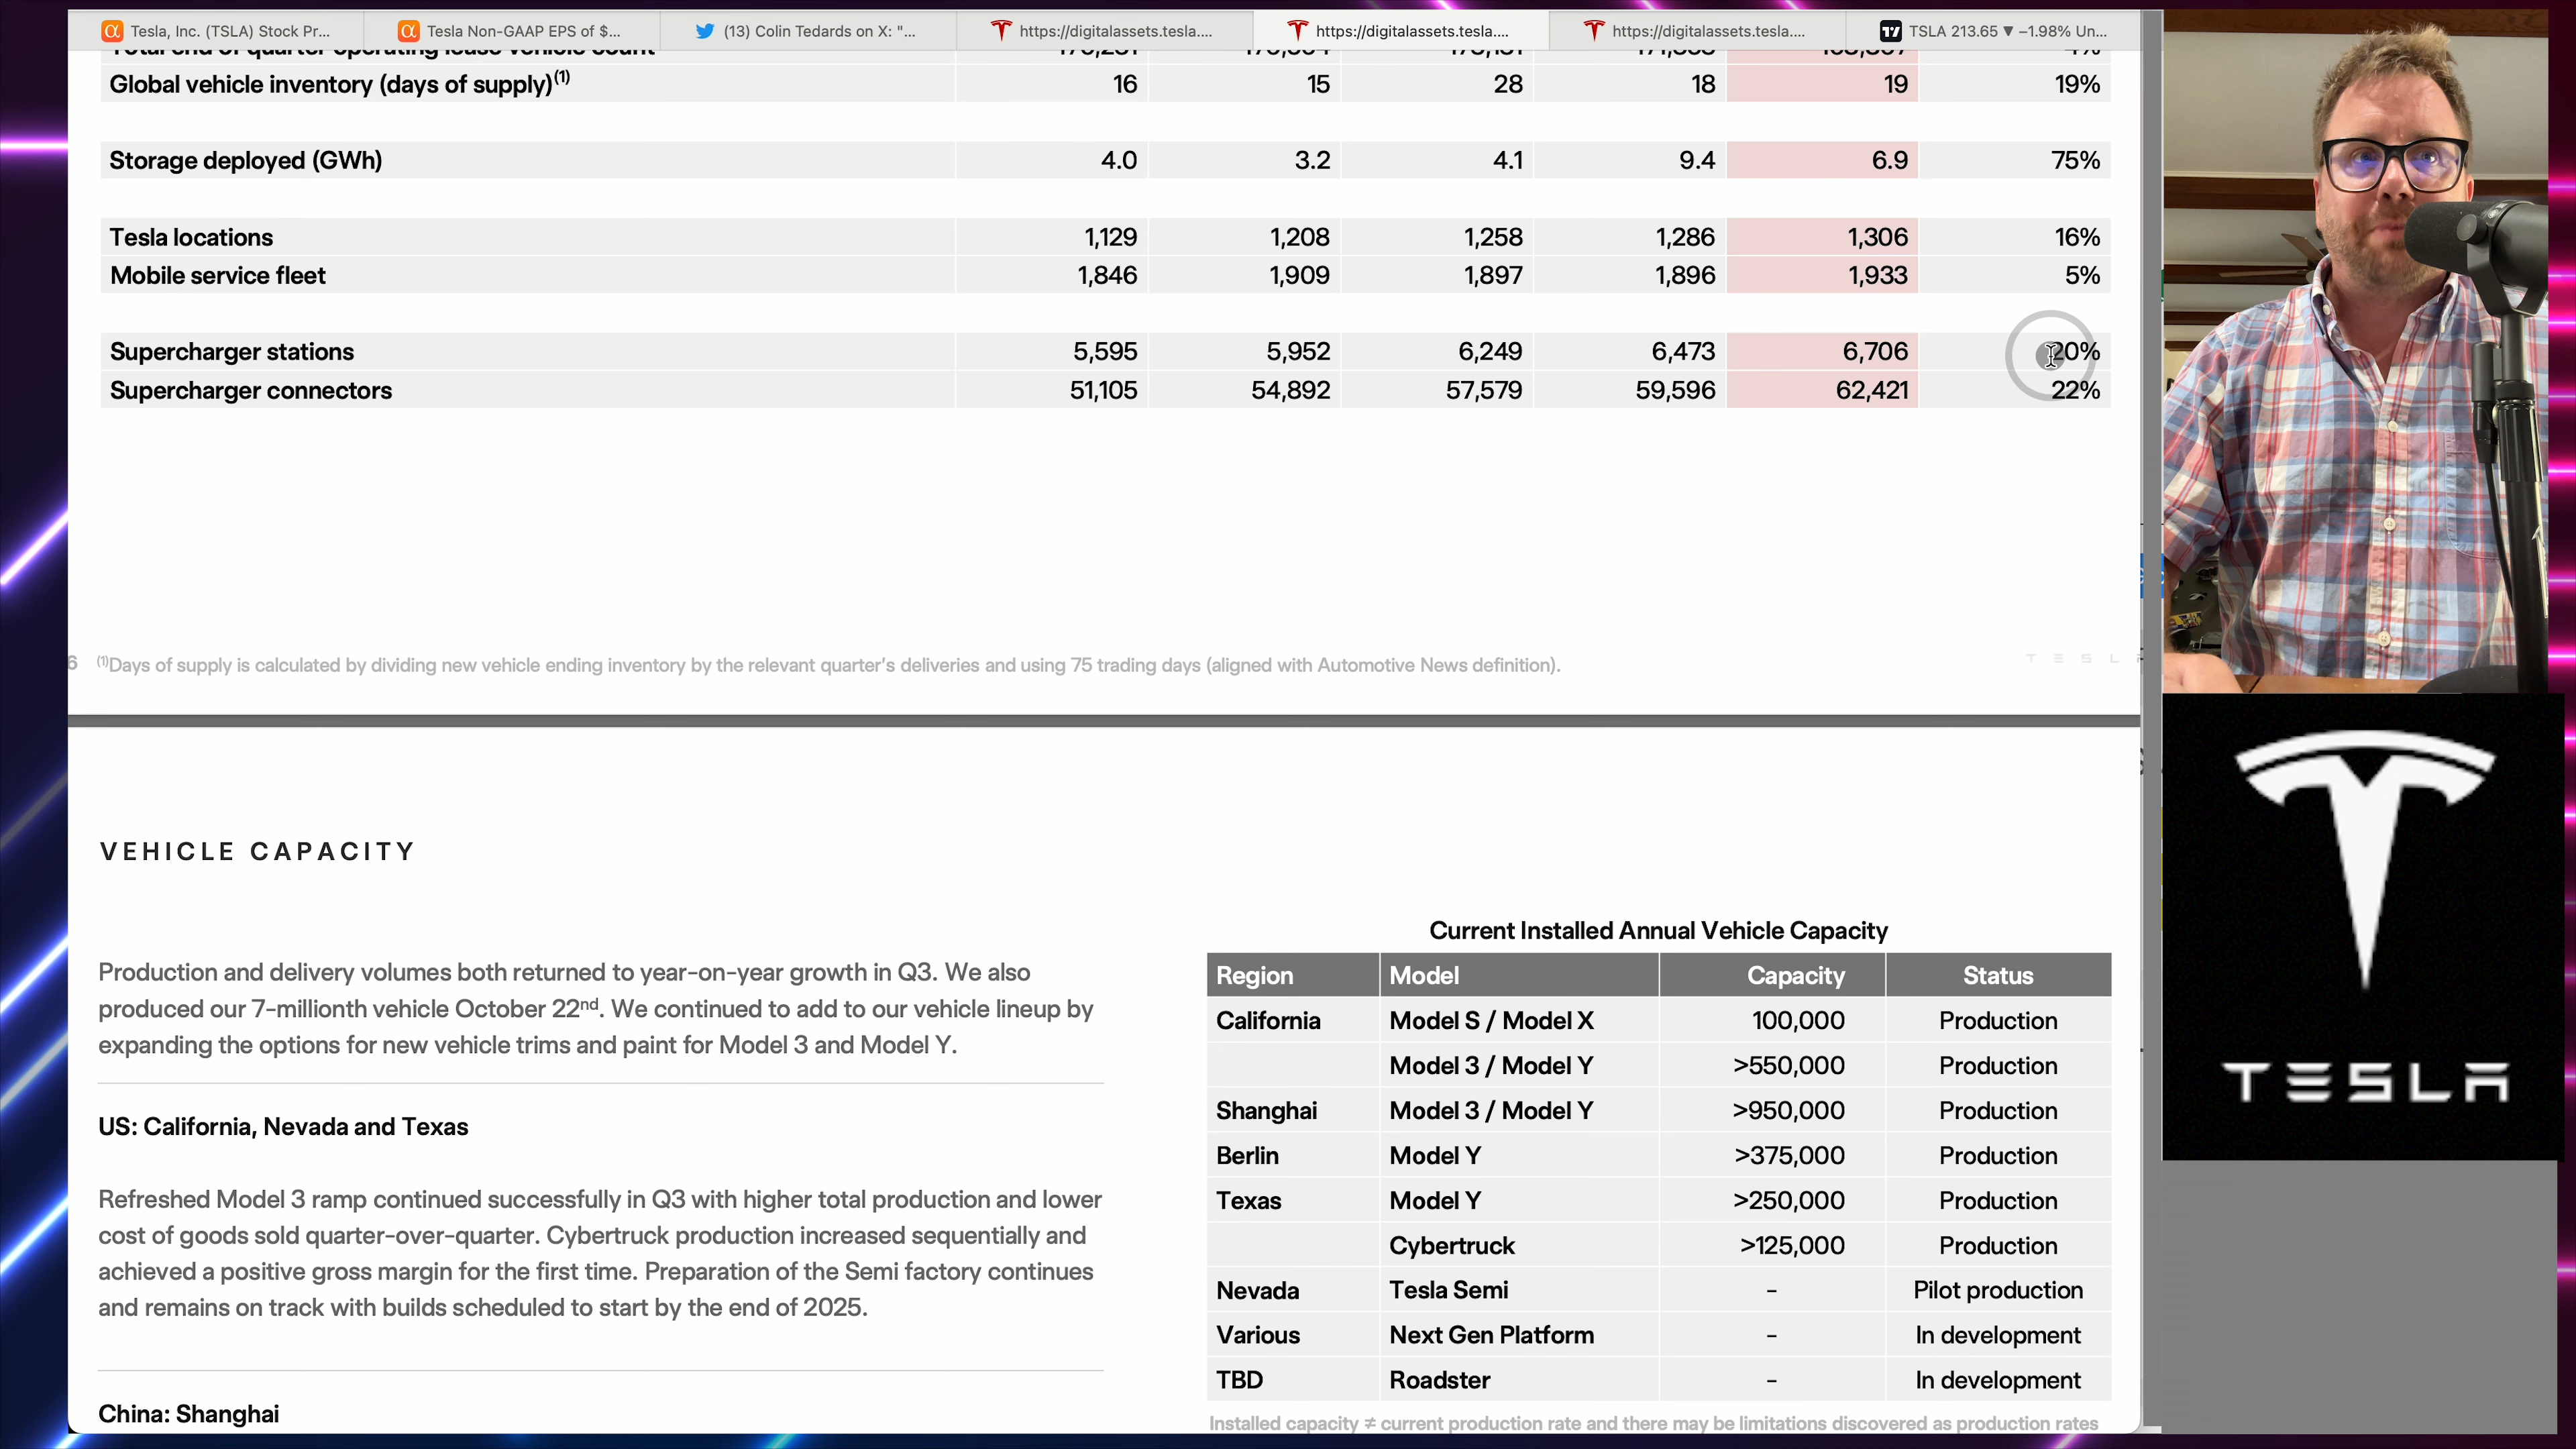 Tesla, Inc. (TSLA) Stock Pr... Tesla Non-GAAP EPS of $... (13) Colin Tedards on X: "... https://digitalassets.tesla.... https://digitalassets.tesla.... https://digitalassets.tesla.... TSLA 213.65 ▼ −1.98% Un...
Total end of quarter operating lease vehicle count
Global vehicle inventory (days of supply)(1) 16 15 28 18 19 19%
Storage deployed (GWh) 4.0 3.2 4.1 9.4 6.9 75%
Tesla locations 1,129 1,208 1,258 1,286 1,306 16%
Mobile service fleet 1,846 1,909 1,897 1,896 1,933 5%
Supercharger stations 5,595 5,952 6,249 6,473 6,706 20%
Supercharger connectors 51,105 54,892 57,579 59,596 62,421 22%
6 (1)Days of supply is calculated by dividing new vehicle ending inventory by the relevant quarter's deliveries and using 75 trading days (aligned with Automotive News definition).
VEHICLE CAPACITY
Production and delivery volumes both returned to year-on-year growth in Q3. We also
produced our 7-millionth vehicle October 22nd. We continued to add to our vehicle lineup by
expanding the options for new vehicle trims and paint for Model 3 and Model Y.
US: California, Nevada and Texas
Refreshed Model 3 ramp continued successfully in Q3 with higher total production and lower
cost of goods sold quarter-over-quarter. Cybertruck production increased sequentially and
achieved a positive gross margin for the first time. Preparation of the Semi factory continues
and remains on track with builds scheduled to start by the end of 2025.
China: Shanghai
Current Installed Annual Vehicle Capacity
Region Model Capacity Status
California Model S / Model X 100,000 Production
Model 3 / Model Y >550,000 Production
Shanghai Model 3 / Model Y >950,000 Production
Berlin Model Y >375,000 Production
Texas Model Y >250,000 Production
Cybertruck >125,000 Production
Nevada Tesla Semi – Pilot production
Various Next Gen Platform – In development
TBD Roadster – In development
Installed capacity ≠ current production rate and there may be limitations discovered as production rates
TESLA